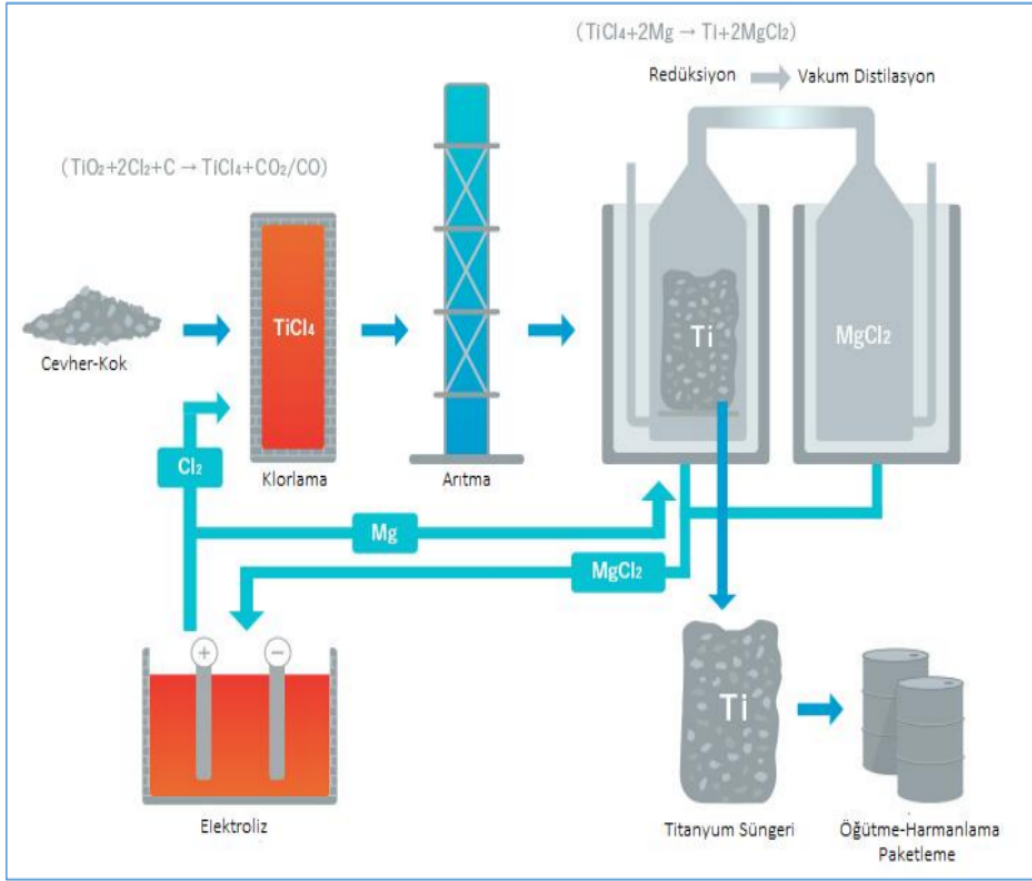 (TiCl₄+2Mg → Ti+2MgCl₂)
Redüksiyon
Vakum Distilasyon
(TiO₂+2Cl₂+C → TiCl₄+CO₂/CO)
TiCl₄
Ti
MgCl₂
Cevher-Kok
Cl₂
Klorlama
Arıtma
Mg
MgCl₂
+
−
Ti
Elektroliz
Titanyum Süngeri
Öğütme-Harmanlama
Paketleme